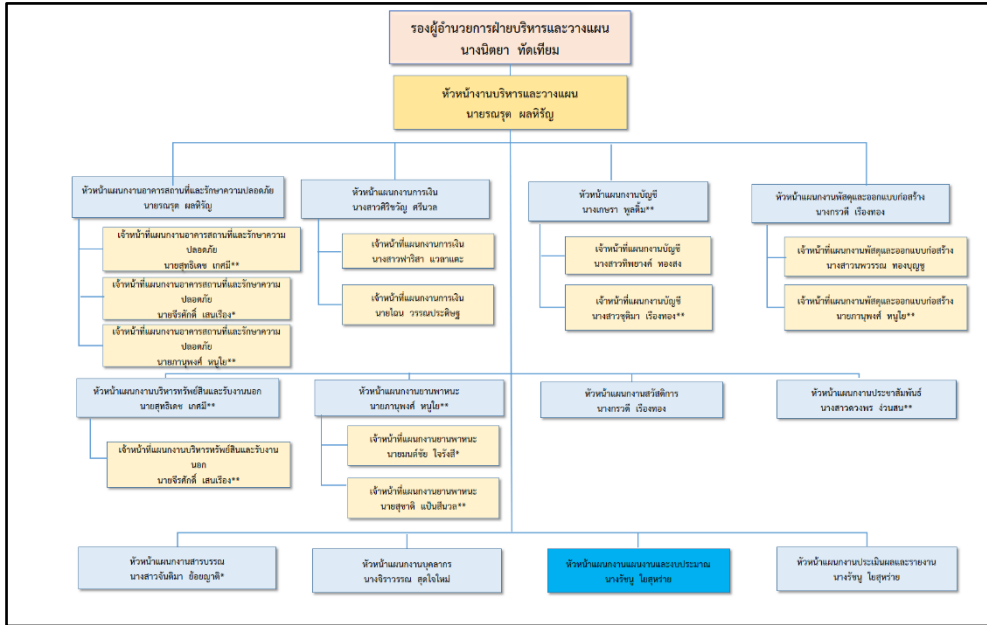 รองผู้อำนวยการฝ่ายบริหารและวางแผน
นางนิตยา ทัดเทียม
หัวหน้างานบริหารและวางแผน
นายรณรุต ผลหิรัญ
หัวหน้าแผนกงานอาคารสถานที่และรักษาความปลอดภัย
นายรณรุต ผลหิรัญ
เจ้าหน้าที่แผนกงานอาคารสถานที่และรักษาความ
ปลอดภัย
นายสุทธิเดช เกศมี**
เจ้าหน้าที่แผนกงานอาคารสถานที่และรักษาความ
ปลอดภัย
นายจีรศักดิ์ เสนเรือง*
เจ้าหน้าที่แผนกงานอาคารสถานที่และรักษาความ
ปลอดภัย
นายภานุพงศ์ หนูใย**
หัวหน้าแผนกงานการเงิน
นางสาวศิริขวัญ ศรีนวล
เจ้าหน้าที่แผนกงานการเงิน
นางสาวฟาริสา แวลาแตะ
เจ้าหน้าที่แผนกงานการเงิน
นายโฉน วรรณประดิษฐ
หัวหน้าแผนกงานบัญชี
นางเกษรา พูลติ้ม**
เจ้าหน้าที่แผนกงานบัญชี
นางสาวทิพยางค์ ทองสง
เจ้าหน้าที่แผนกงานบัญชี
นางสาวชุติมา เรืองทอง**
หัวหน้าแผนกงานพัสดุและออกแบบก่อสร้าง
นางกรวดี เรืองทอง
เจ้าหน้าที่แผนกงานพัสดุและออกแบบก่อสร้าง
นางสาวนพวรรณ ทองบุญชู
เจ้าหน้าที่แผนกงานพัสดุและออกแบบก่อสร้าง
นายภานุพงศ์ หนูใย**
หัวหน้าแผนกงานบริหารทรัพย์สินและรับงานนอก
นายสุทธิเดช เกศมี**
เจ้าหน้าที่แผนกงานบริหารทรัพย์สินและรับงาน
นอก
นายจีรศักดิ์ เสนเรือง**
หัวหน้าแผนกงานยานพาหนะ
นายภานุพงศ์ หนูใย**
เจ้าหน้าที่แผนกงานยานพาหนะ
นายมนต์ชัย ใจรังสี*
เจ้าหน้าที่แผนกงานยานพาหนะ
นายสุชาติ แป้นสีนวล**
หัวหน้าแผนกงานสวัสดิการ
นางกรวดี เรืองทอง
หัวหน้าแผนกงานประชาสัมพันธ์
นางสาวดวงพร ง่วนสน**
หัวหน้าแผนกงานสารบรรณ
นางสาวจันติมา ย้อยญาติ*
หัวหน้าแผนกงานบุคลากร
นางจิราวรรณ สุดใจใหม่
หัวหน้าแผนกงานแผนงานและงบประมาณ
นางรัชนู โยสุหร่าย
หัวหน้าแผนกงานประเมินผลและรายงาน
นางรัชนู โยสุหร่าย